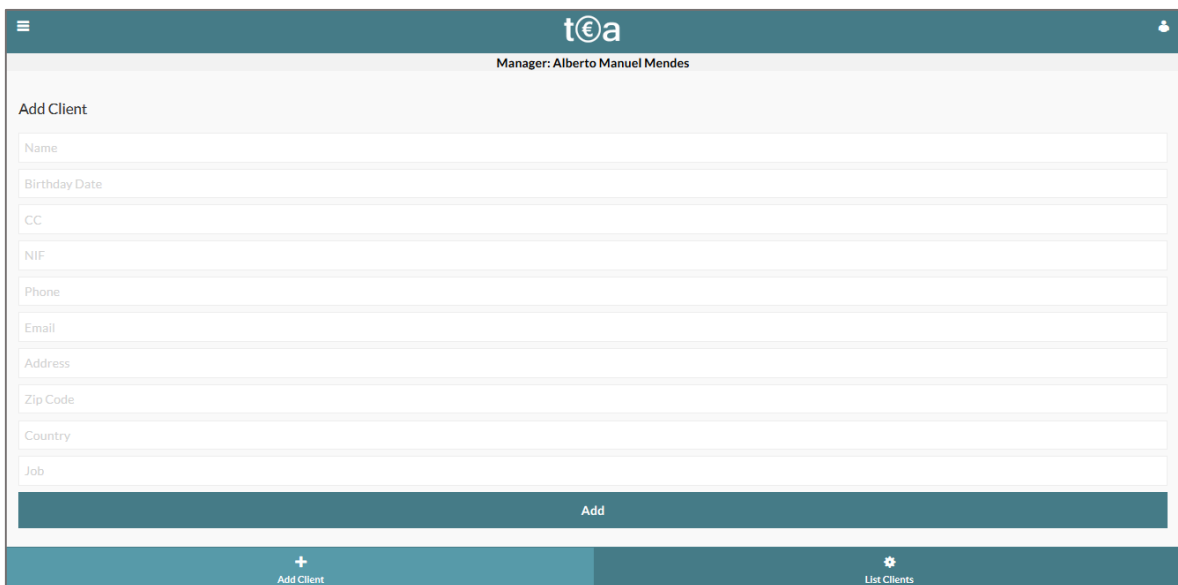 t€a
Manager: Alberto Manuel Mendes
Add Client
Name
Birthday Date
CC
NIF
Phone
Email
Address
Zip Code
Country
Job
Add
Add Client
List Clients